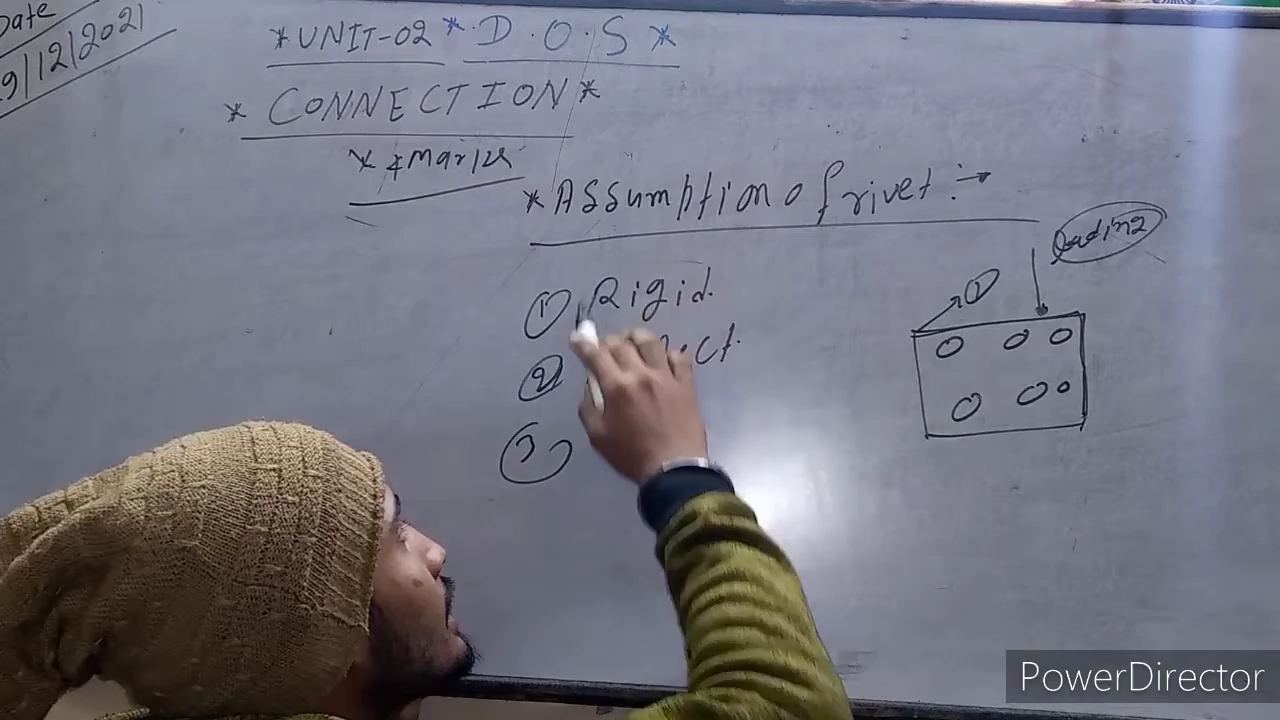 Date
9/12/2021
*UNIT-02 * D.O.S *
* CONNECTION *
* 4 Marks
* Assumption of rivet :- →
① Rigid.
②
③
①
Loading
PowerDirector